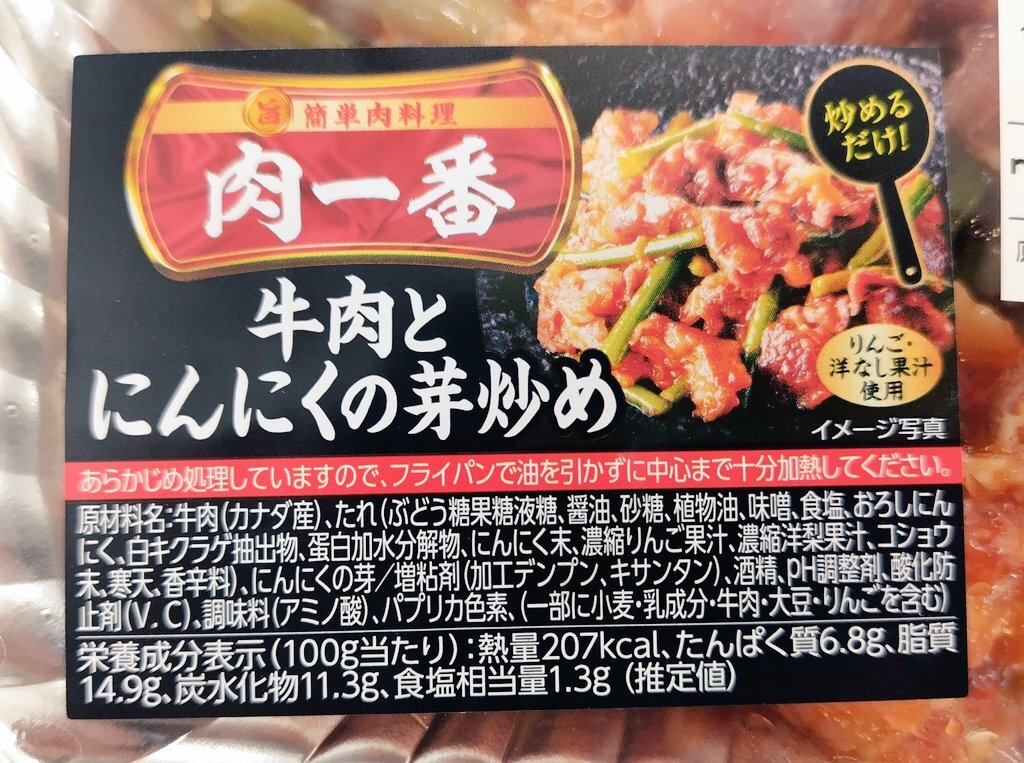 旨 簡単肉料理
肉一番
炒める
だけ!
牛肉と
にんにくの芽炒め
りんご・
洋なし果汁
使用
イメージ写真
あらかじめ処理していますので、フライパンで油を引かずに中心まで十分加熱してください。
原材料名:牛肉(カナダ産)、たれ(ぶどう糖果糖液糖、醤油、砂糖、植物油、味噌、食塩、おろしにん
にく、白キクラゲ抽出物、蛋白加水分解物、にんにく末、濃縮りんご果汁、濃縮洋梨果汁、コショウ
末、寒天、香辛料)、にんにくの芽/増粘剤(加工デンプン、キサンタン)、酒精、pH調整剤、酸化防
止剤(V.C)、調味料(アミノ酸)、パプリカ色素、(一部に小麦・乳成分・牛肉・大豆・りんごを含む)
栄養成分表示(100g当たり):熱量207kcal、たんぱく質6.8g、脂質
14.9g、炭水化物11.3g、食塩相当量1.3g (推定値)